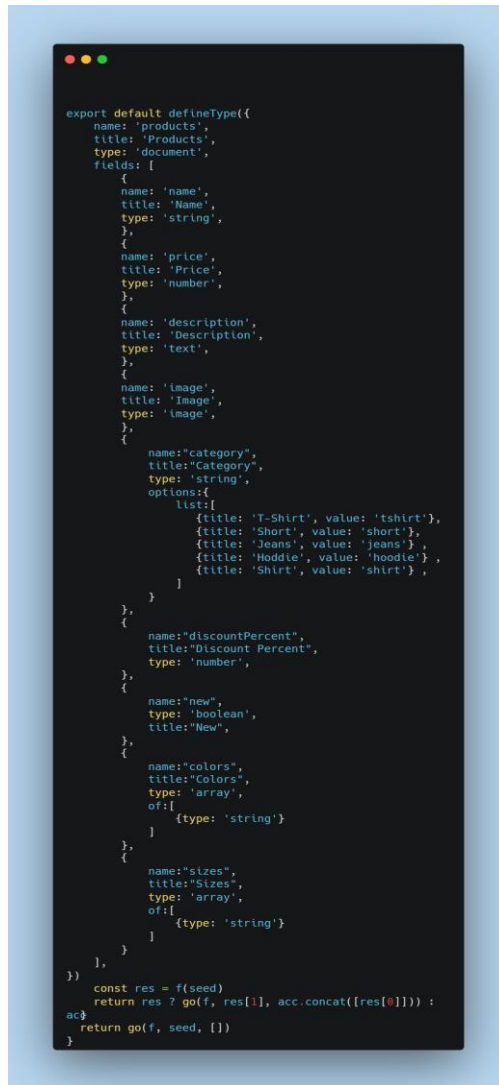 export default defineType({
    name: 'products',
    title: 'Products',
    type: 'document',
    fields: [
        {
        name: 'name',
        title: 'Name',
        type: 'string',
        },
        {
        name: 'price',
        title: 'Price',
        type: 'number',
        },
        {
        name: 'description',
        title: 'Description',
        type: 'text',
        },
        {
        name: 'image',
        title: 'Image',
        type: 'image',
        },
        {
            name:"category",
            title:"Category",
            type: 'string',
            options:{
                list:[
                   {title: 'T-Shirt', value: 'tshirt'},
                   {title: 'Short', value: 'short'},
                   {title: 'Jeans', value: 'jeans'} ,
                   {title: 'Hoddie', value: 'hoodie'} ,
                   {title: 'Shirt', value: 'shirt'} ,
                ]
            }
        },
        {
            name:"discountPercent",
            title:"Discount Percent",
            type: 'number',
        },
        {
            name:"new",
            type: 'boolean',
            title:"New",
        },
        {
            name:"colors",
            title:"Colors",
            type: 'array',
            of:[
                {type: 'string'}
            ]
        },
        {
            name:"sizes",
            title:"Sizes",
            type: 'array',
            of:[
                {type: 'string'}
            ]
        }
    ],
})
    const res = f(seed)
    return res ? go(f, res[1], acc.concat([res[0]])) :
ac
  return go(f, seed, [])
}